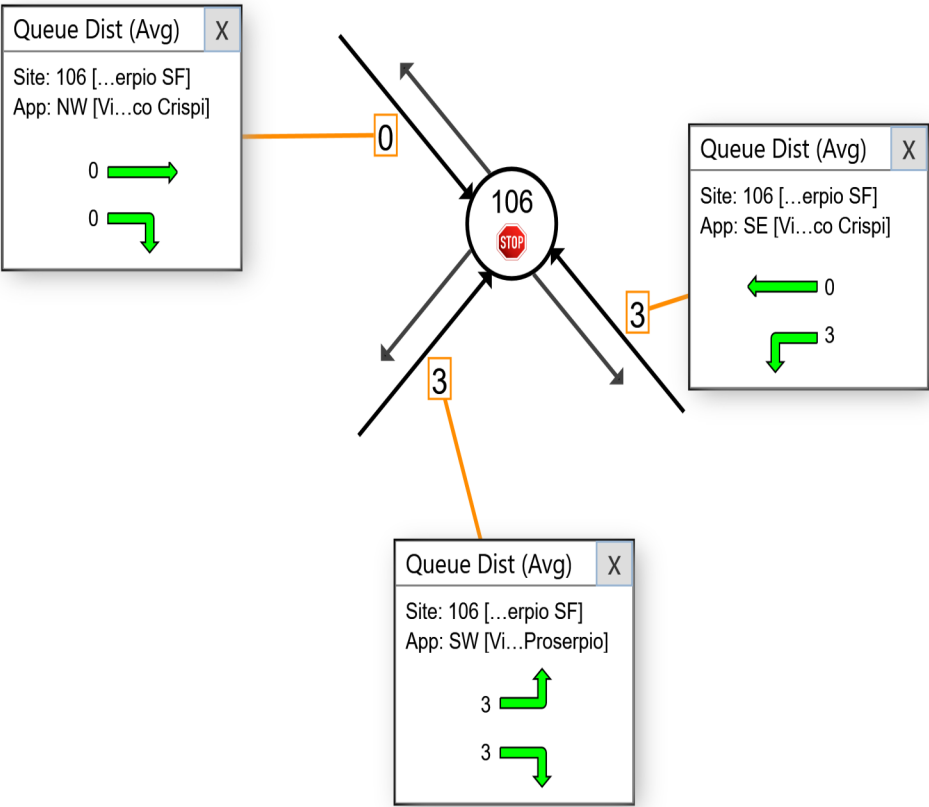 Queue Dist (Avg) X
Site: 106 [...erpio SF]
App: NW [Vi...co Crispi]
0
0
0
106
STOP
Queue Dist (Avg) X
Site: 106 [...erpio SF]
App: SE [Vi...co Crispi]
0
3
3
3
Queue Dist (Avg) X
Site: 106 [...erpio SF]
App: SW [Vi...Proserpio]
3
3